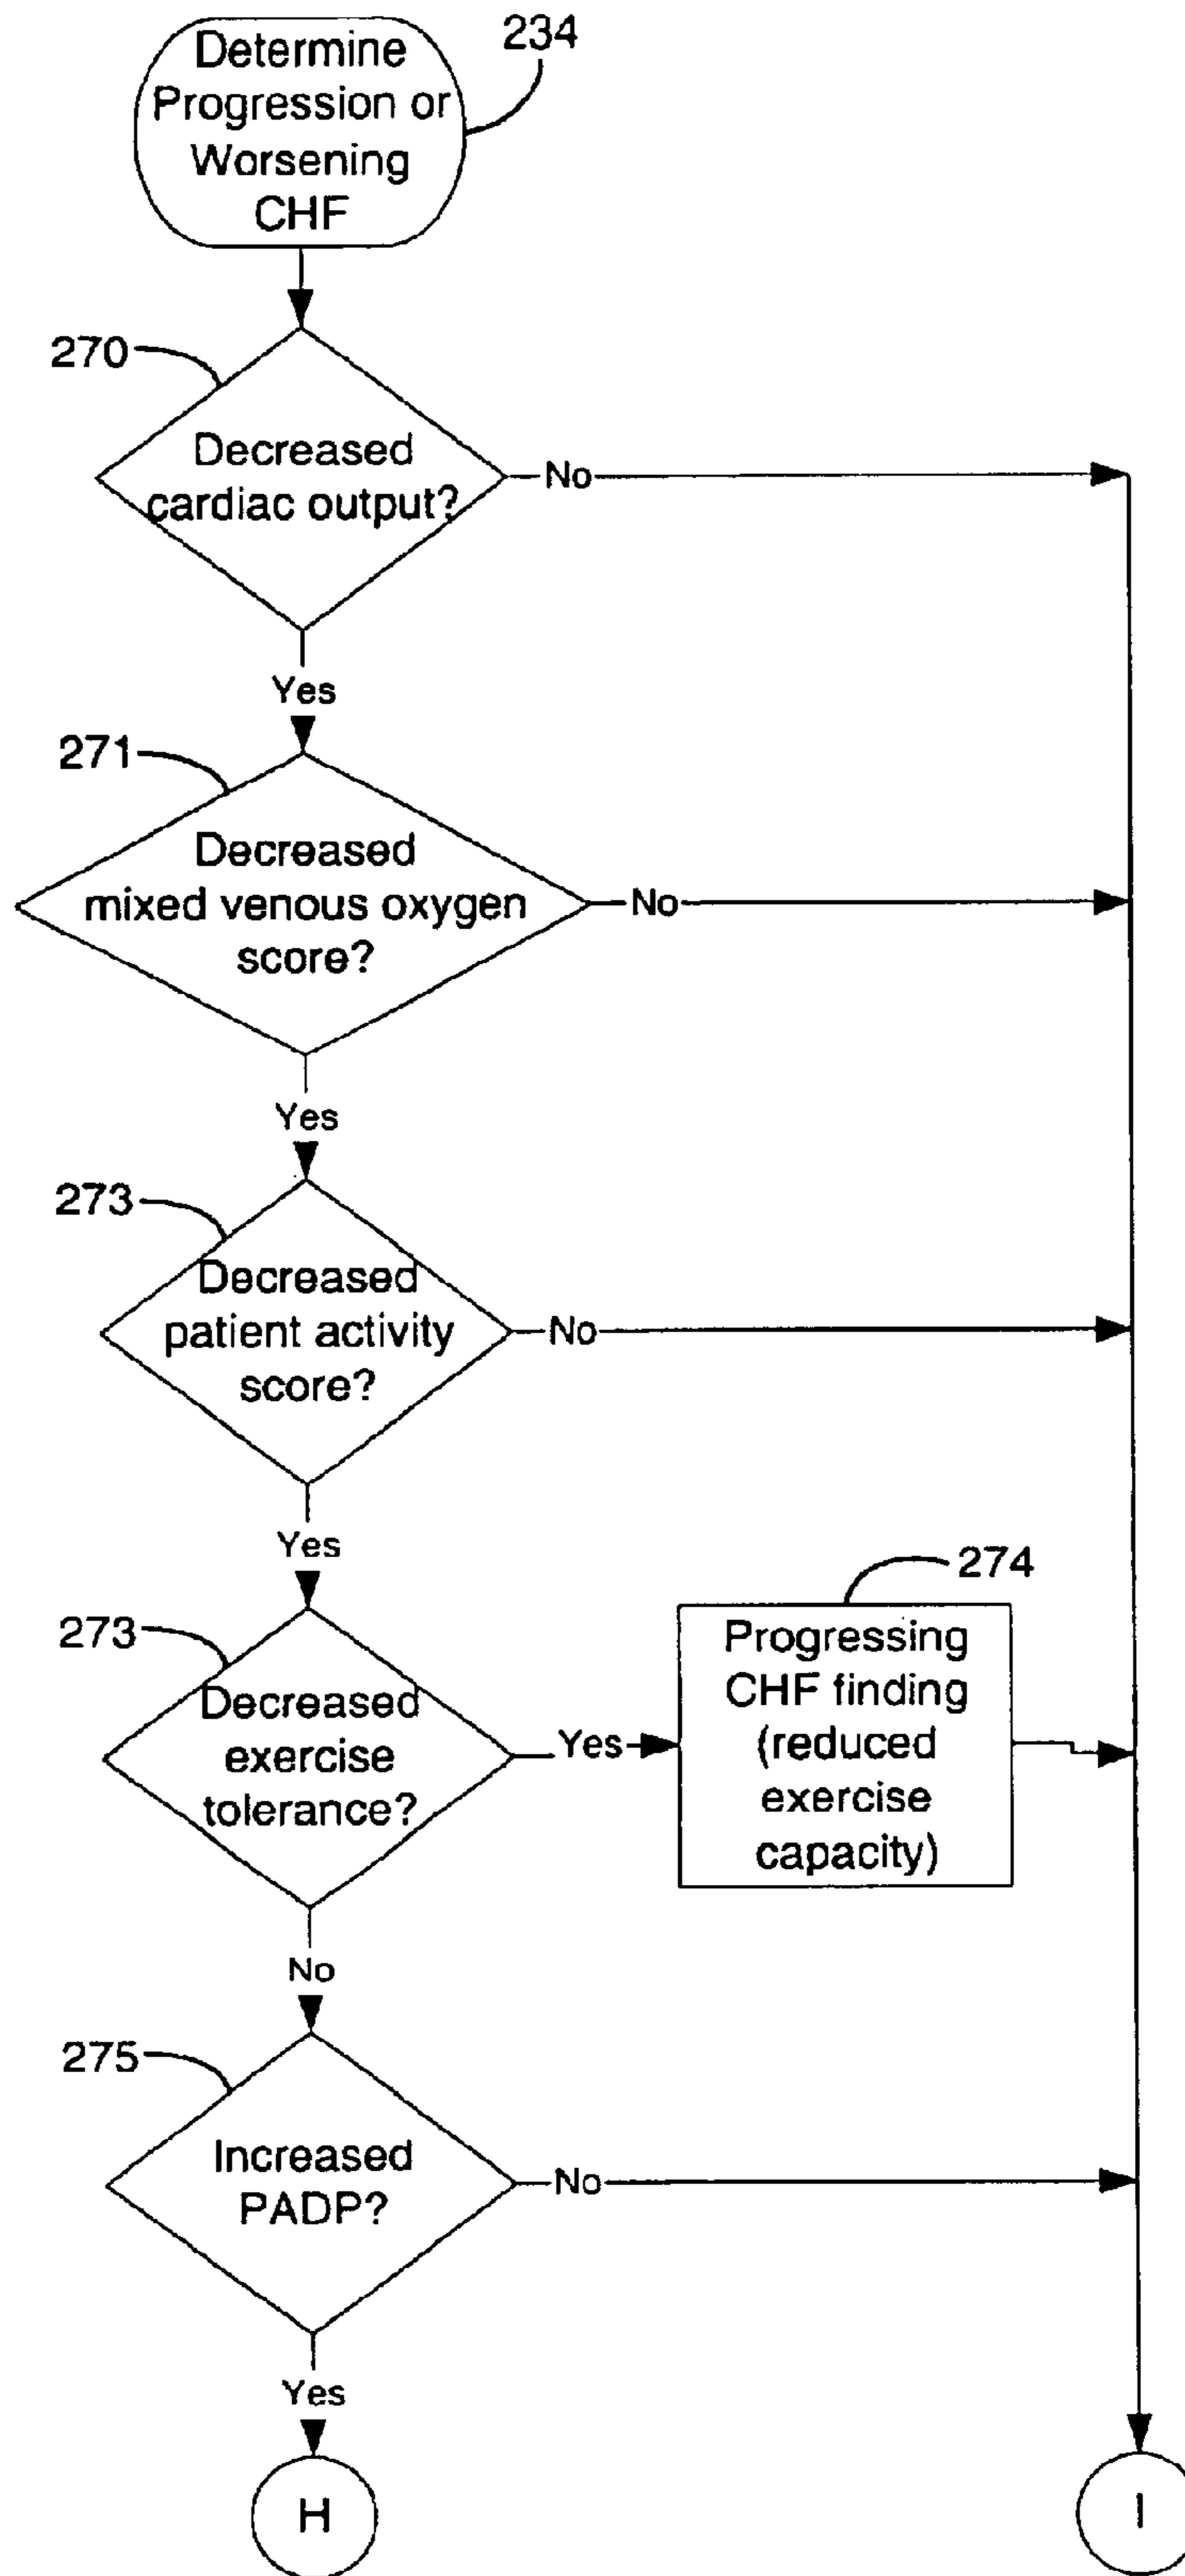 Determine
Progression or
Worsening
CHF
234
270
Decreased
cardiac output?
No
Yes
271
Decreased
mixed venous oxygen
score?
No
Yes
273
Decreased
patient activity
score?
No
Yes
273
Decreased
exercise
tolerance?
Yes
274
Progressing
CHF finding
(reduced
exercise
capacity)
No
275
Increased
PADP?
No
Yes
H
I